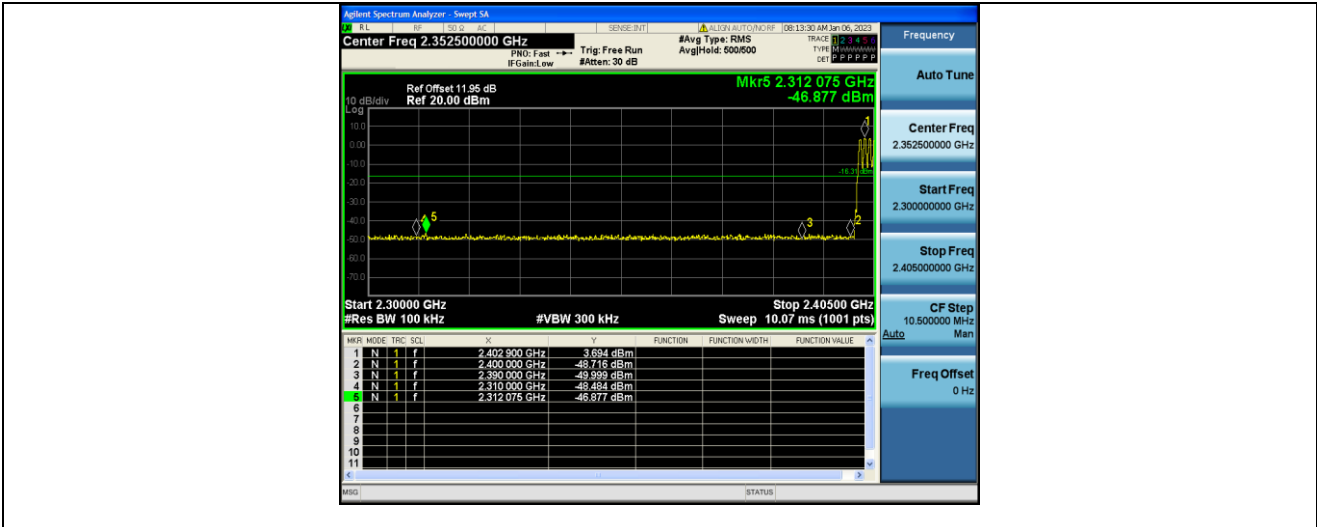 Agilent Spectrum Analyzer - Swept SA
RL RF 50 Ω AC SENSE:INT ALIGN AUTO/NO RF 08:13:30 AM Jan 06, 2023
Center Freq 2.352500000 GHz
PNO: Fast
IFGain:Low
Trig: Free Run
#Atten: 30 dB
#Avg Type: RMS
Avg|Hold: 500/500
TRACE 1 2 3 4 5 6
TYPE M
DET P P P P P P
Frequency
Auto Tune
Center Freq
2.352500000 GHz
Start Freq
2.300000000 GHz
Stop Freq
2.405000000 GHz
CF Step
10.500000 MHz
Auto Man
Freq Offset
0 Hz
Mkr5 2.312 075 GHz
-46.877 dBm
Ref Offset 11.95 dB
10 dB/div Ref 20.00 dBm
Log
10.0
0.00
-10.0
-20.0
-30.0
-40.0
-50.0
-60.0
-70.0
1
-16.31 dBm
5
3
2
Start 2.30000 GHz Stop 2.40500 GHz
#Res BW 100 kHz #VBW 300 kHz Sweep 10.07 ms (1001 pts)
MKR MODE TRC SCL X Y FUNCTION FUNCTION WIDTH FUNCTION VALUE
1 N 1 f 2.402 900 GHz 3.694 dBm
2 N 1 f 2.400 000 GHz -48.716 dBm
3 N 1 f 2.390 000 GHz -49.999 dBm
4 N 1 f 2.310 000 GHz -48.484 dBm
5 N 1 f 2.312 075 GHz -46.877 dBm
6
7
8
9
10
11
MSG STATUS